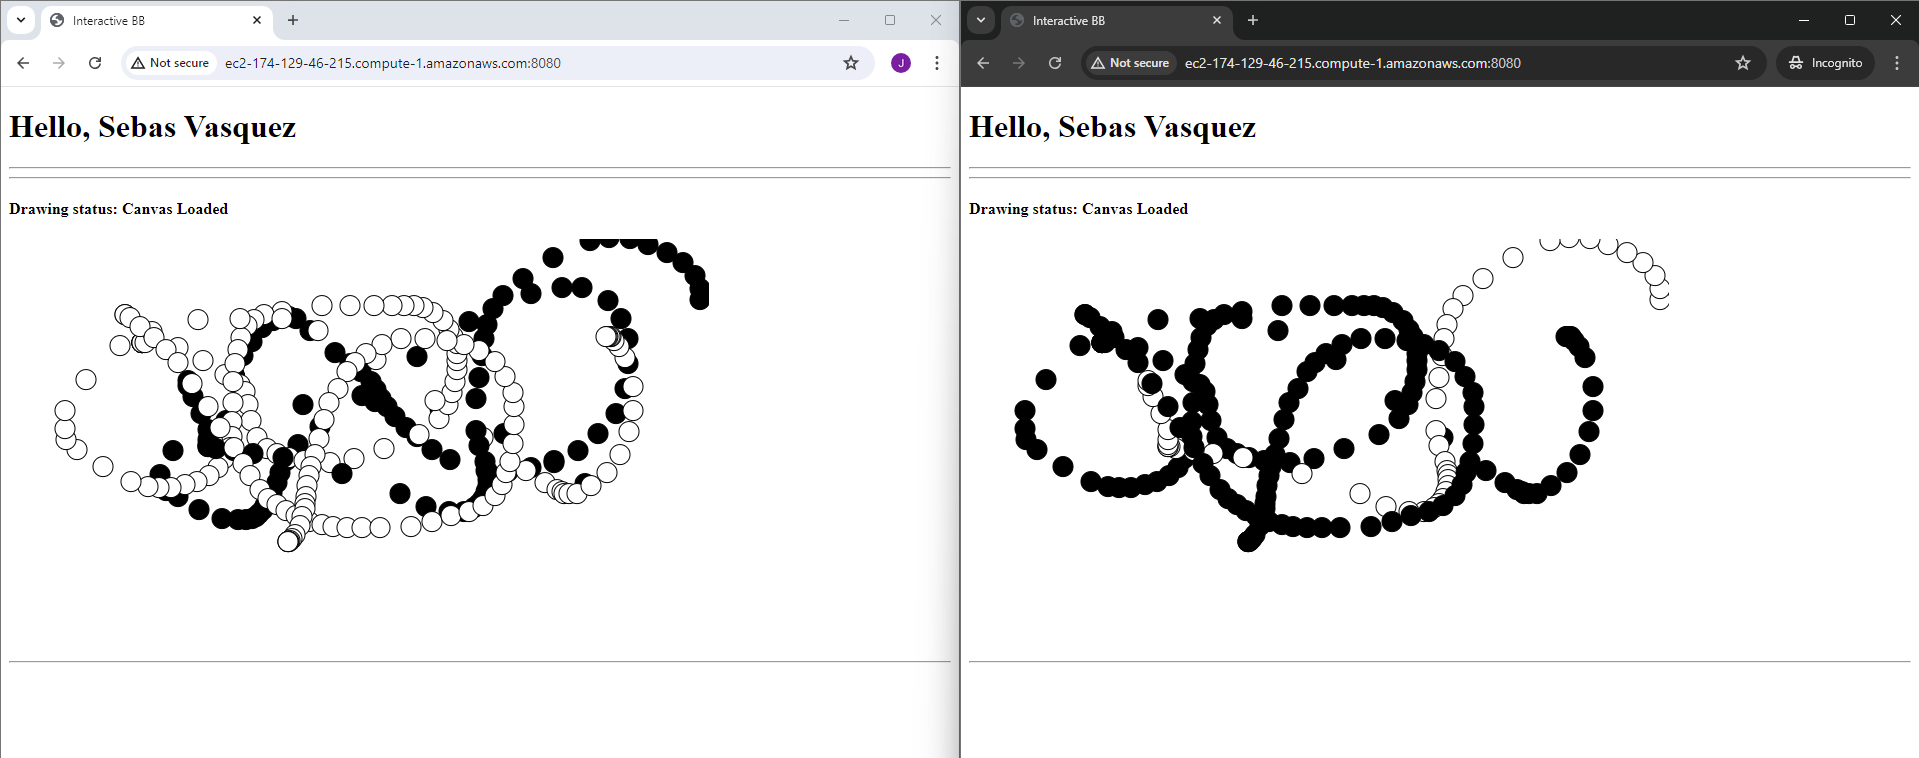 Interactive BB
Not secure
ec2-174-129-46-215.compute-1.amazonaws.com:8080
J
Hello, Sebas Vasquez
Drawing status: Canvas Loaded
Interactive BB
Not secure
ec2-174-129-46-215.compute-1.amazonaws.com:8080
Incognito
Hello, Sebas Vasquez
Drawing status: Canvas Loaded